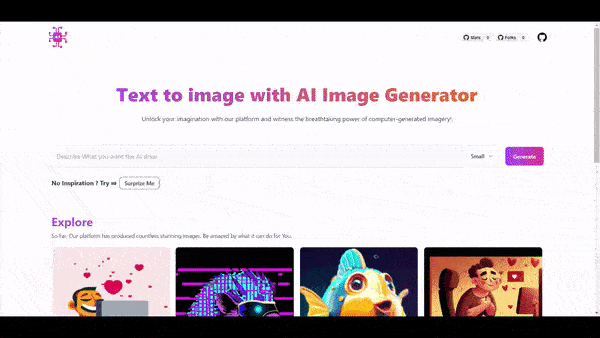 Stars 0 Forks 0
Text to image with AI Image Generator
Unlock your imagination with our platform and witness the breathtaking power of computer-generated imagery!
Describe What you want the AI draw Small Generate
No Inspiration ? Try ⇨ Surprise Me
Explore
So far, Our platform has produced countless stunning images. Be amazed by what it can do for You.